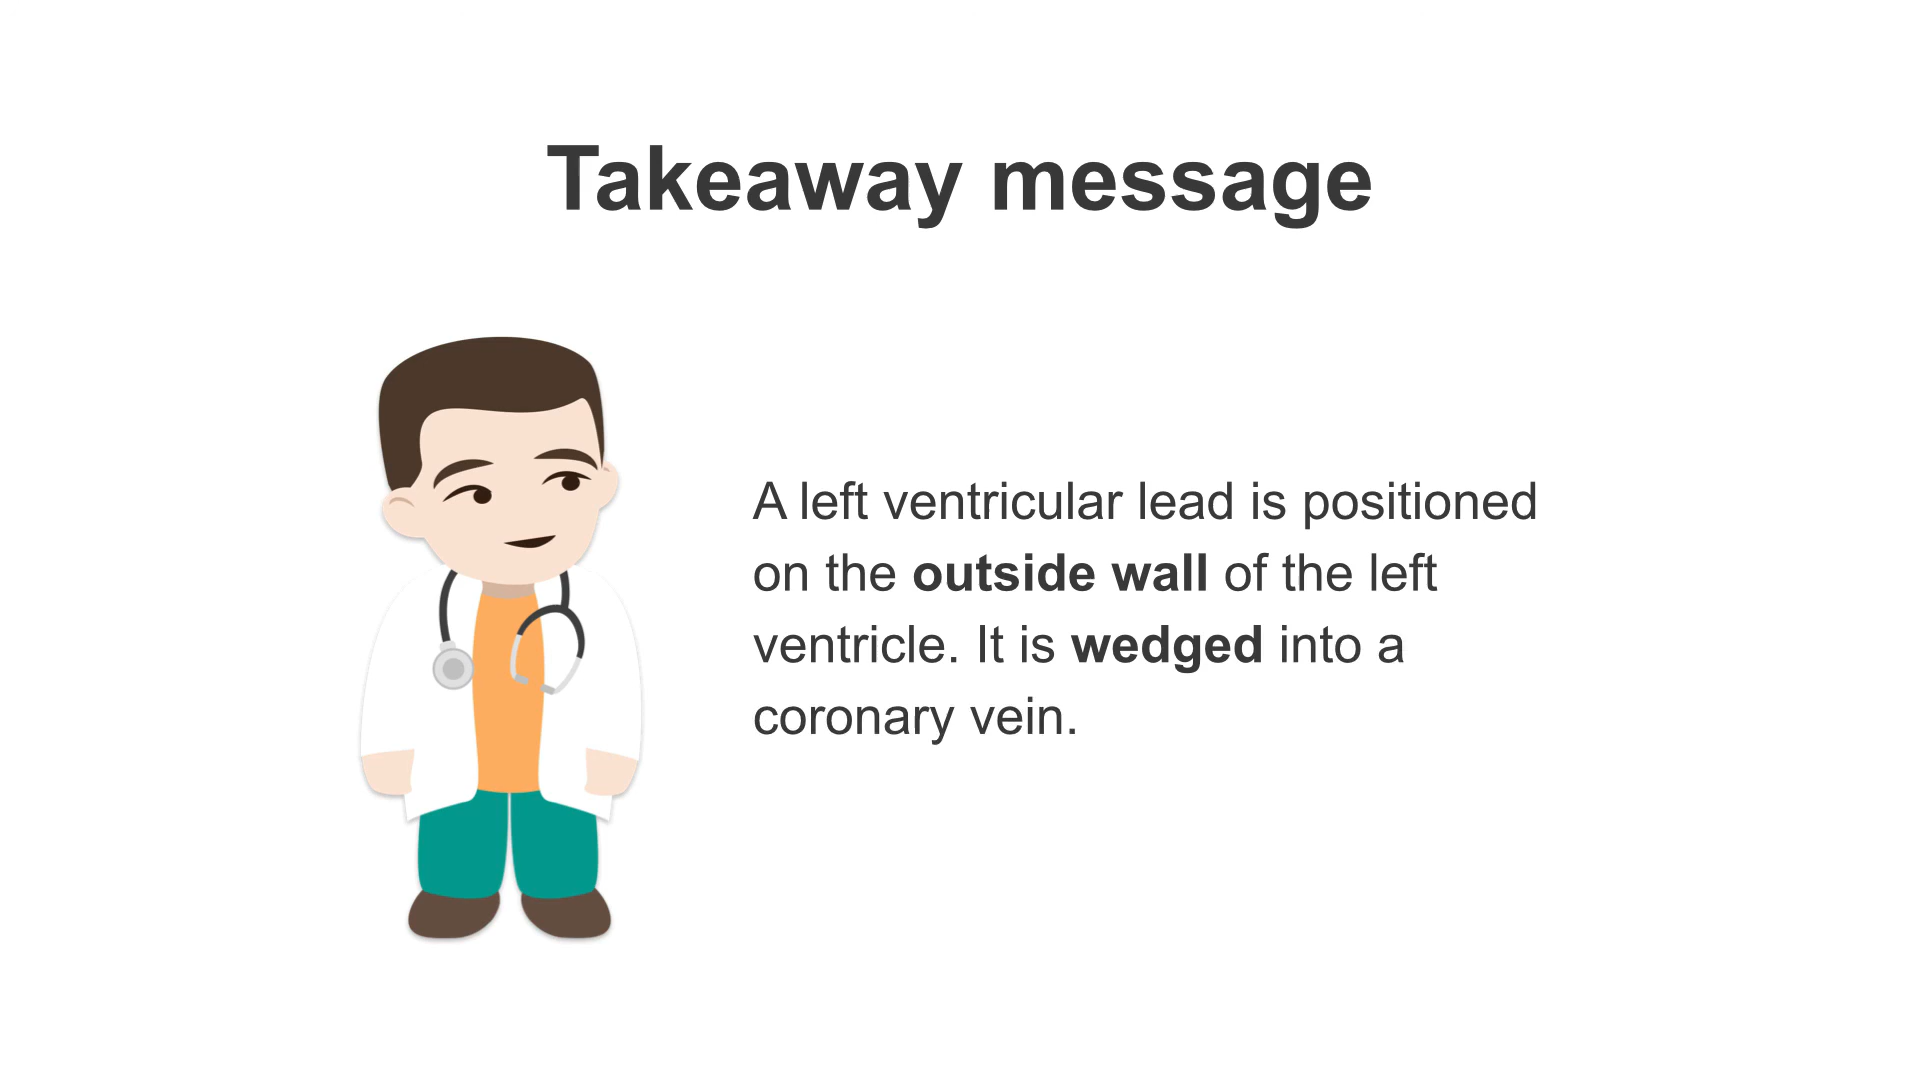 Takeaway message
A left ventricular lead is positioned
on the outside wall of the left
ventricle. It is wedged into a
coronary vein.